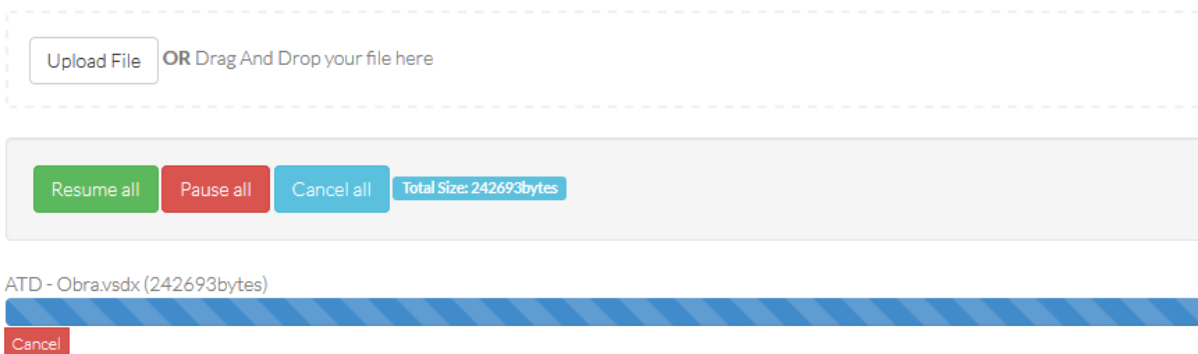 Upload File OR Drag And Drop your file here
Resume all Pause all Cancel all Total Size: 242693bytes
ATD - Obra.vsdx (242693bytes)
Cancel